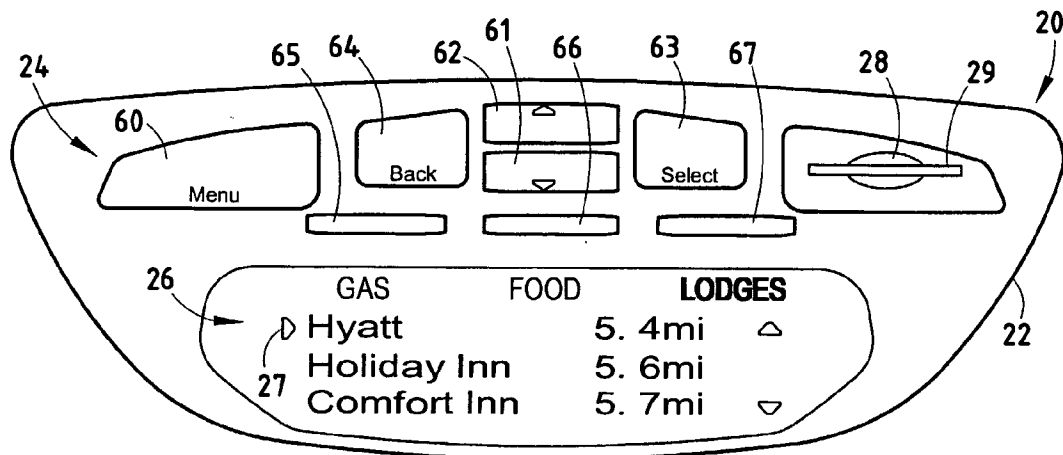 61
65 64 62 66 63 67 28 20
24 29
60
Back Select
Menu
26 GAS FOOD LODGES
Hyatt 5. 4mi
22
27 Holiday Inn 5. 6mi
Comfort Inn 5. 7mi